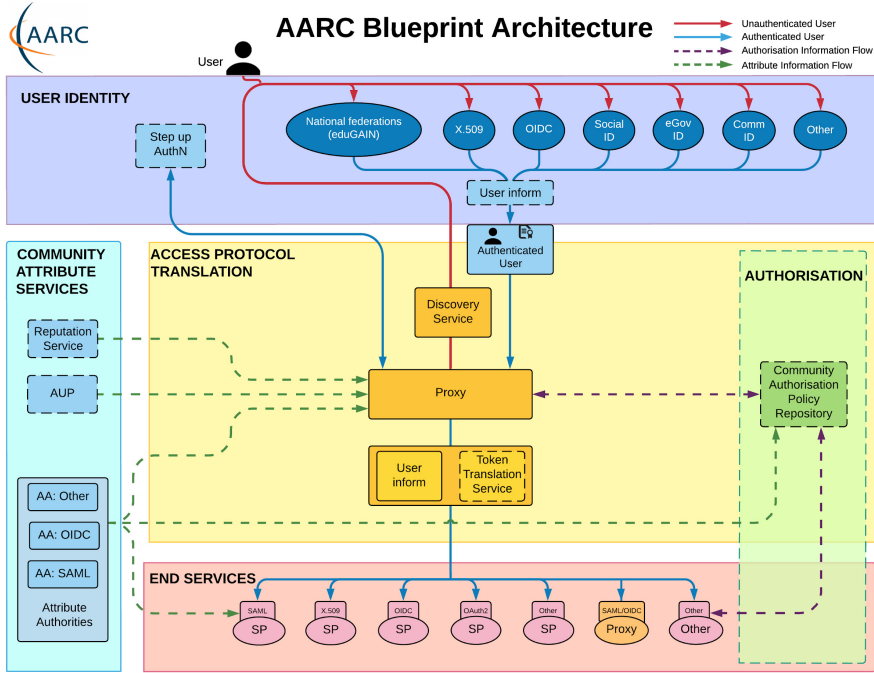 AARC
AARC Blueprint Architecture
Unauthenticated User
Authenticated User
Authorisation Information Flow
Attribute Information Flow
User
USER IDENTITY
Step up
AuthN
National federations
(eduGAIN)
X.509
OIDC
Social
ID
eGov
ID
Comm
ID
Other
User inform
Authenticated
User
COMMUNITY
ATTRIBUTE
SERVICES
ACCESS PROTOCOL
TRANSLATION
AUTHORISATION
Discovery
Service
Reputation
Service
AUP
Proxy
Community
Authorisation
Policy
Repository
User
inform
Token
Translation
Service
AA: Other
AA: OIDC
AA: SAML
Attribute
Authorities
END SERVICES
SAML
SP
X.509
SP
OIDC
SP
OAuth2
SP
Other
SP
SAML/OIDC
Proxy
Other
Other